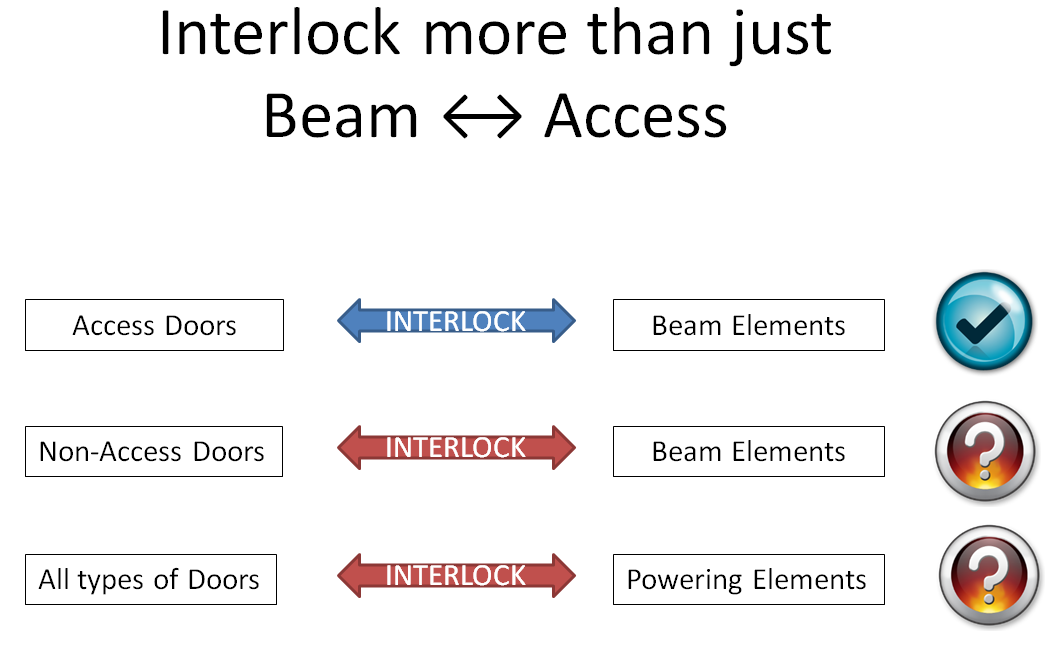 Interlock more than just
Beam ↔ Access
Access Doors INTERLOCK Beam Elements
Non-Access Doors INTERLOCK Beam Elements
All types of Doors INTERLOCK Powering Elements